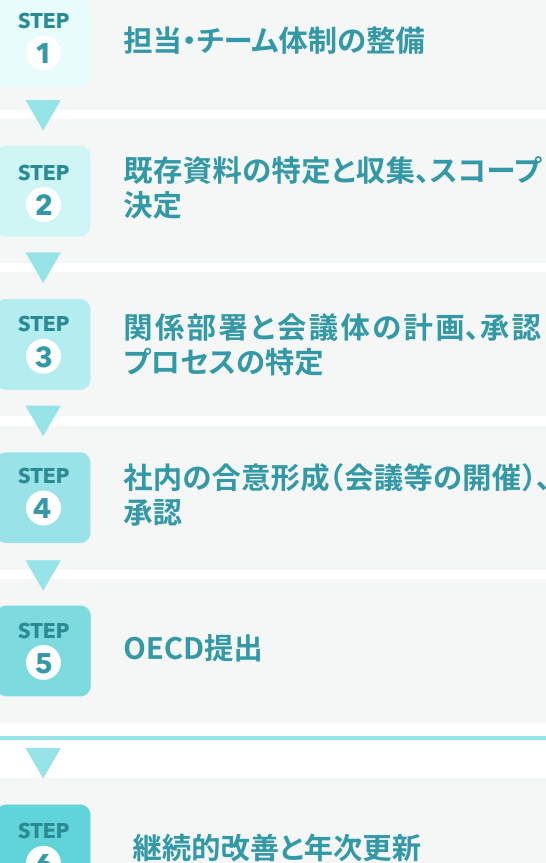 STEP
1
担当・チーム体制の整備
STEP
2
既存資料の特定と収集、スコープ
決定
STEP
3
関係部署と会議体の計画、承認
プロセスの特定
STEP
4
社内の合意形成（会議等の開催）、
承認
STEP
5
OECD提出
STEP
6
継続的改善と年次更新